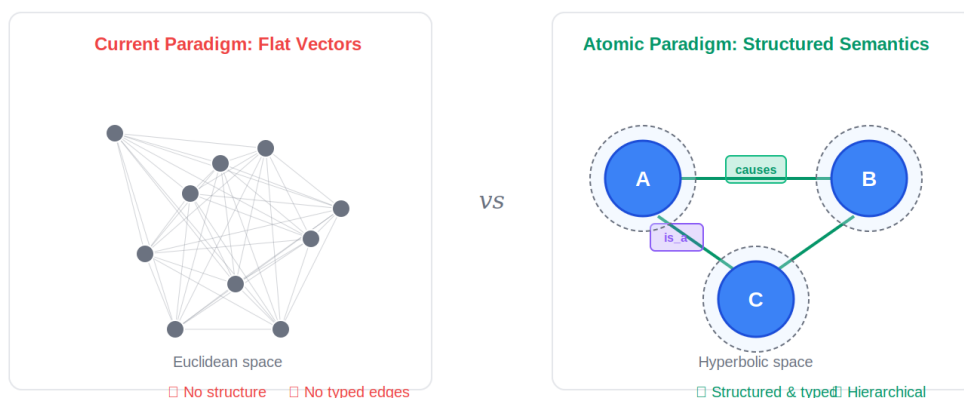 Current Paradigm: Flat Vectors
Euclidean space
No structure
No typed edges
vs
Atomic Paradigm: Structured Semantics
A
causes
B
is_a
C
Hyperbolic space
Structured & typed
Hierarchical